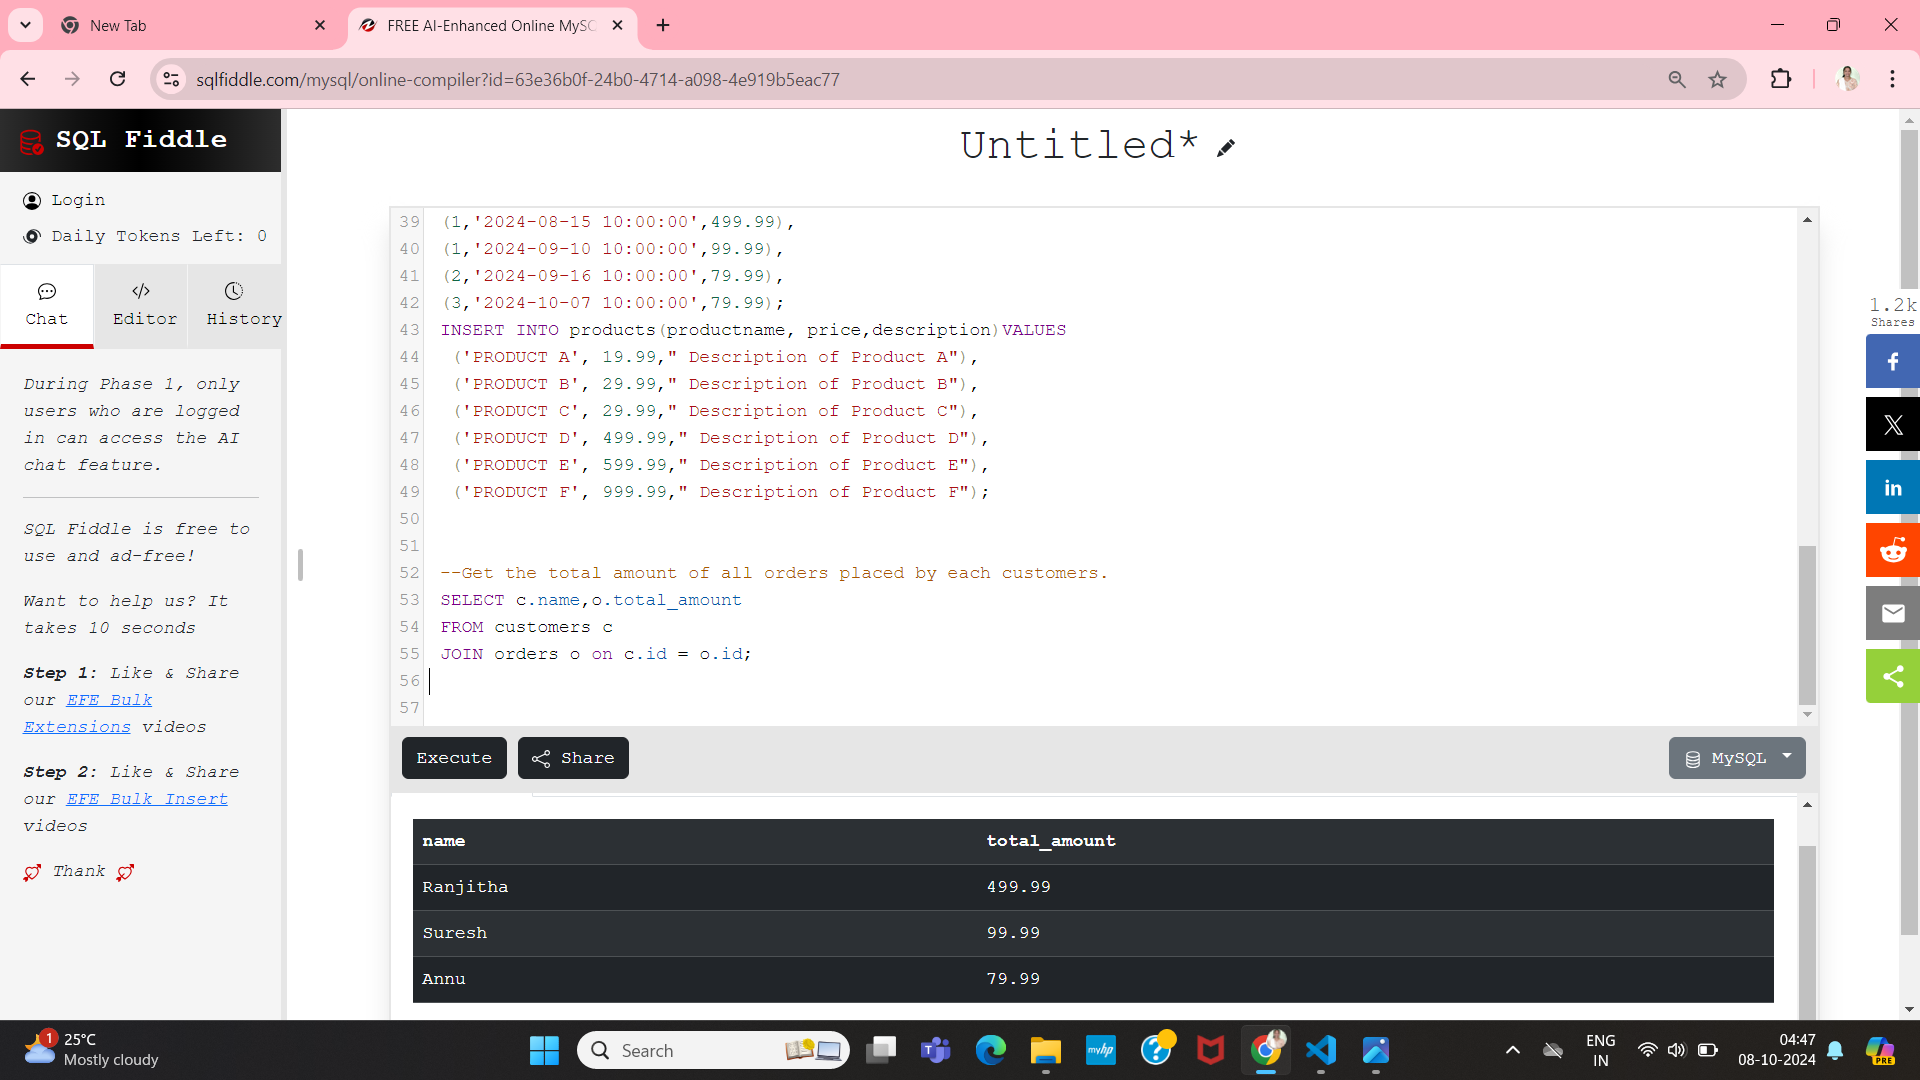 New Tab
FREE AI-Enhanced Online MySQ
sqlfiddle.com/mysql/online-compiler?id=63e36b0f-24b0-4714-a098-4e919b5eac77
SQL Fiddle
Login
Daily Tokens Left: 0
Chat
Editor
History
During Phase 1, only
users who are logged
in can access the AI
chat feature.
SQL Fiddle is free to
use and ad-free!
Want to help us? It
takes 10 seconds
Step 1: Like & Share
our EFE Bulk
Extensions videos
Step 2: Like & Share
our EFE Bulk Insert
videos
Thank
Untitled*
39 (1,'2024-08-15 10:00:00',499.99),
40 (1,'2024-09-10 10:00:00',99.99),
41 (2,'2024-09-16 10:00:00',79.99),
42 (3,'2024-10-07 10:00:00',79.99);
43 INSERT INTO products(productname, price,description)VALUES
44 ('PRODUCT A', 19.99," Description of Product A"),
45 ('PRODUCT B', 29.99," Description of Product B"),
46 ('PRODUCT C', 29.99," Description of Product C"),
47 ('PRODUCT D', 499.99," Description of Product D"),
48 ('PRODUCT E', 599.99," Description of Product E"),
49 ('PRODUCT F', 999.99," Description of Product F");
50
51
52 --Get the total amount of all orders placed by each customers.
53 SELECT c.name,o.total_amount
54 FROM customers c
55 JOIN orders o on c.id = o.id;
56
57
Execute
Share
MySQL
name total_amount
Ranjitha 499.99
Suresh 99.99
Annu 79.99
1.2k
Shares
1
25°C
Mostly cloudy
Search
myhp
ENG
IN
04:47
08-10-2024
PRE